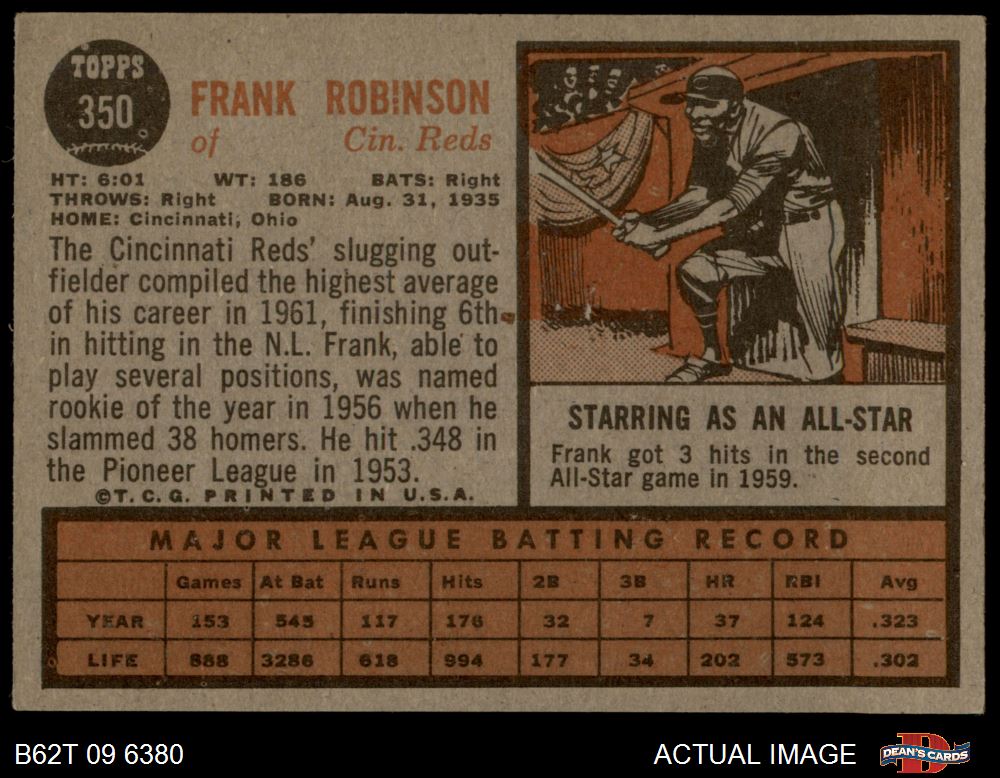 TOPPS
350
FRANK ROBINSON
of Cin. Reds
HT: 6:01 WT: 186 BATS: Right
THROWS: Right BORN: Aug. 31, 1935
HOME: Cincinnati, Ohio
The Cincinnati Reds' slugging out-
fielder compiled the highest average
of his career in 1961, finishing 6th
in hitting in the N.L. Frank, able to
play several positions, was named
rookie of the year in 1956 when he
slammed 38 homers. He hit .348 in
the Pioneer League in 1953.
©T.C.G. PRINTED IN U.S.A.
C
STARRING AS AN ALL-STAR
Frank got 3 hits in the second
All-Star game in 1959.
MAJOR LEAGUE BATTING RECORD
Games At Bat Runs Hits 2B 3B HR RBI Avg
YEAR 153 545 117 176 32 7 37 124 .323
LIFE 888 3286 618 994 177 34 202 573 .302
B62T 09 6380
ACTUAL IMAGE
D
DEAN'S CARDS